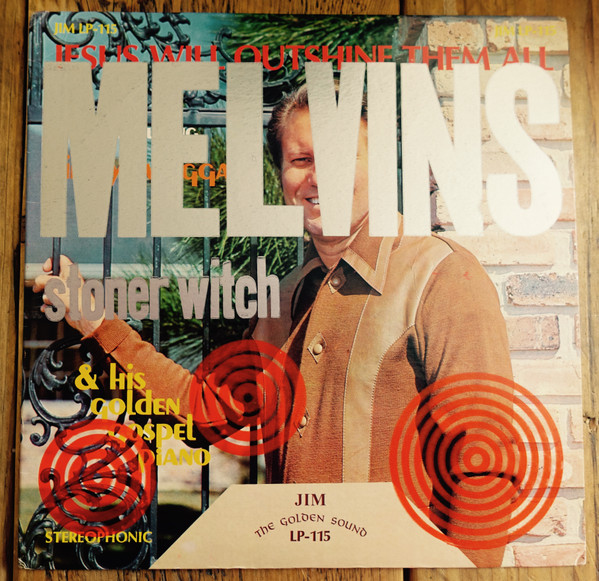 JIM LP-115
JESUS WILL OUTSHINE THEM ALL
MELVINS
GGA
stoner witch
& his
golden
gospel
piano
JIM
THE GOLDEN SOUND
LP-115
STEREOPHONIC